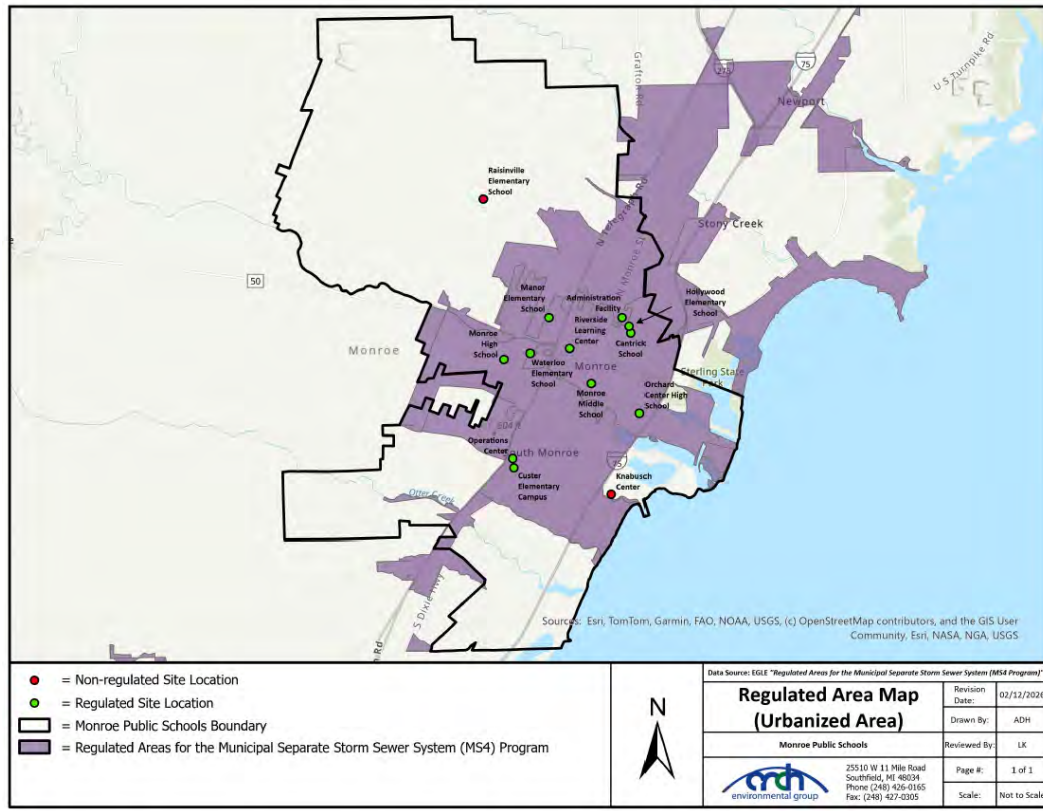 Grafton Rd
275
75
U S Turnpike Rd
Newport
Raisinville
Elementary
School
N Telegraph Rd
Stony Creek
50
N Monroe St
Manor
Elementary
School
Administration
Facility
Hollywood
Elementary
School
Riverside
Learning
Center
Monroe
High
School
Monroe
Cantrick
School
Waterloo
Elementary
School
Monroe
Sterling State
Park
Monroe
Middle
School
Orchard
Center High
School
Operations
Center
South Monroe
75
Custer
Elementary
Campus
Knabusch
Center
Otter Creek
S Dixie Hwy
Rd
Sources: Esri, TomTom, Garmin, FAO, NOAA, USGS, (c) OpenStreetMap contributors, and the GIS User
Community, Esri, NASA, NGA, USGS
= Non-regulated Site Location
= Regulated Site Location
= Monroe Public Schools Boundary
= Regulated Areas for the Municipal Separate Storm Sewer System (MS4) Program
N
Data Source: EGLE "Regulated Areas for the Municipal Separate Storm Sewer System (MS4 Program)"
Regulated Area Map
(Urbanized Area)
Revision
Date:
02/12/2026
Drawn By:
ADH
Monroe Public Schools
Reviewed By:
LK
environmental group
25510 W 11 Mile Road
Southfield, MI 48034
Phone (248) 426-0165
Fax: (248) 427-0305
Page #:
1 of 1
Scale:
Not to Scale